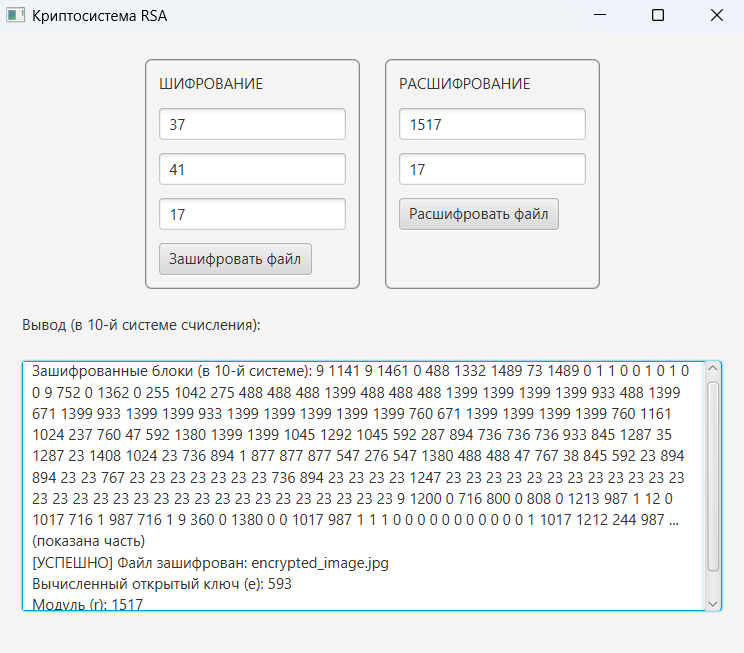 Криптосистема RSA
ШИФРОВАНИЕ
37
41
17
Зашифровать файл
РАСШИФРОВАНИЕ
1517
17
Расшифровать файл
Вывод (в 10-й системе счисления):
Зашифрованные блоки (в 10-й системе): 9 1141 9 1461 0 488 1332 1489 73 1489 0 1 1 0 0 1 0 1 0
0 9 752 0 1362 0 255 1042 275 488 488 488 1399 488 488 488 1399 1399 1399 1399 933 488 1399
671 1399 933 1399 1399 933 1399 1399 1399 1399 1399 1399 760 671 1399 1399 1399 1399 760 1161
1024 237 760 47 592 1380 1399 1399 1045 1292 1045 592 287 894 736 736 736 933 845 1287 35
1287 23 1408 1024 23 736 894 1 877 877 877 547 276 547 1380 488 488 47 767 38 845 592 23 894
894 23 23 767 23 23 23 23 23 23 23 736 894 23 23 23 23 1247 23 23 23 23 23 23 23 23 23 23 23 23
23 23 23 23 23 23 23 23 23 23 23 23 23 23 23 23 23 23 9 1200 0 716 800 0 808 0 1213 987 1 12 0
1017 716 1 987 716 1 9 360 0 1380 0 0 1017 987 1 1 1 0 0 0 0 0 0 0 0 0 0 0 1 1017 1212 244 987 ...
(показана часть)
[УСПЕШНО] Файл зашифрован: encrypted_image.jpg
Вычисленный открытый ключ (e): 593
Модуль (r): 1517